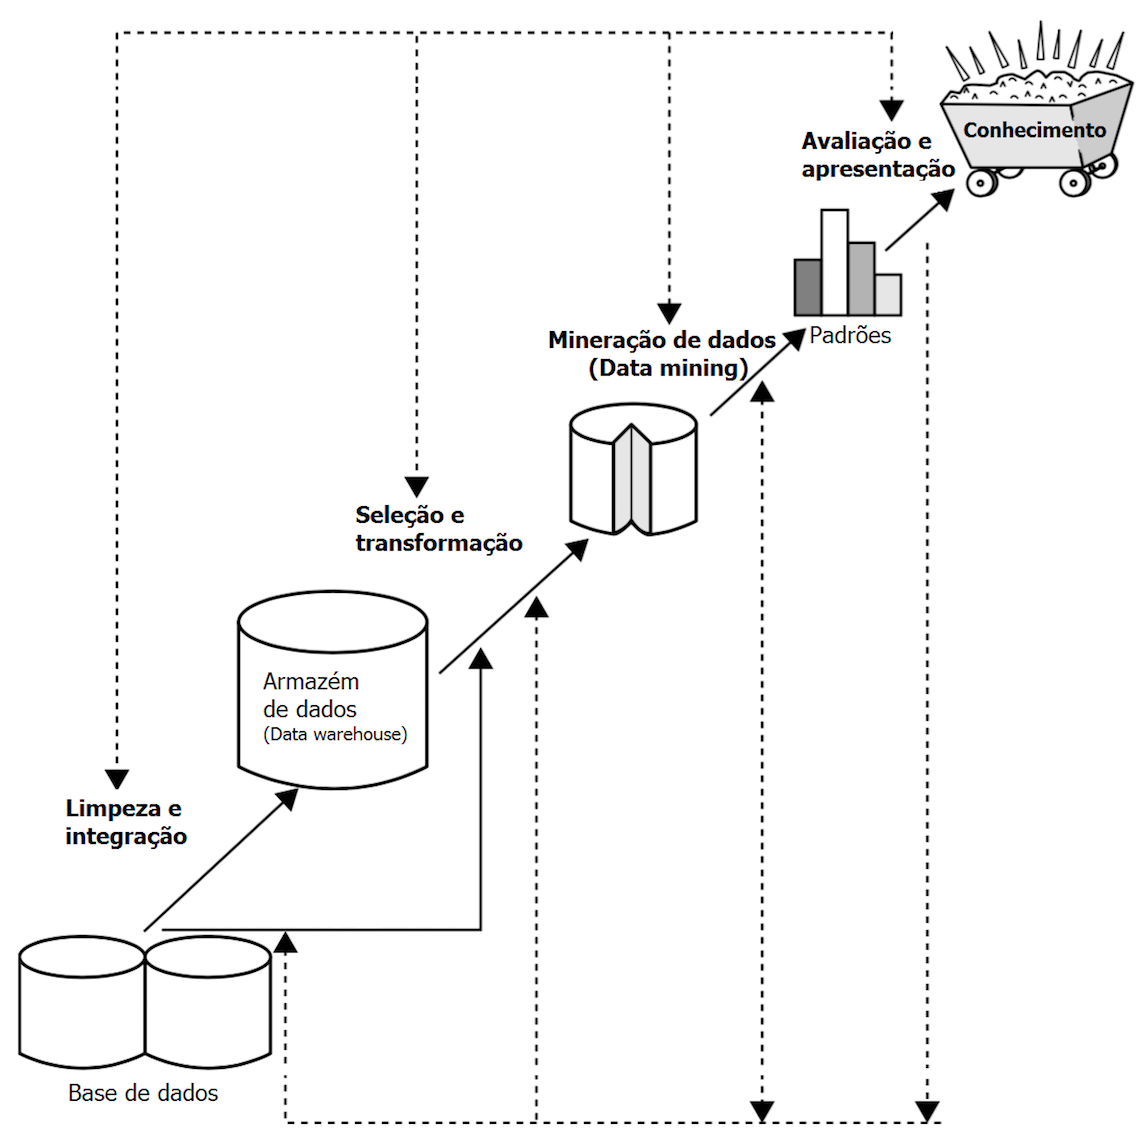 Conhecimento
Avaliação e
apresentação
Padrões
Mineração de dados
(Data mining)
Seleção e
transformação
Armazém
de dados
(Data warehouse)
Limpeza e
integração
Base de dados